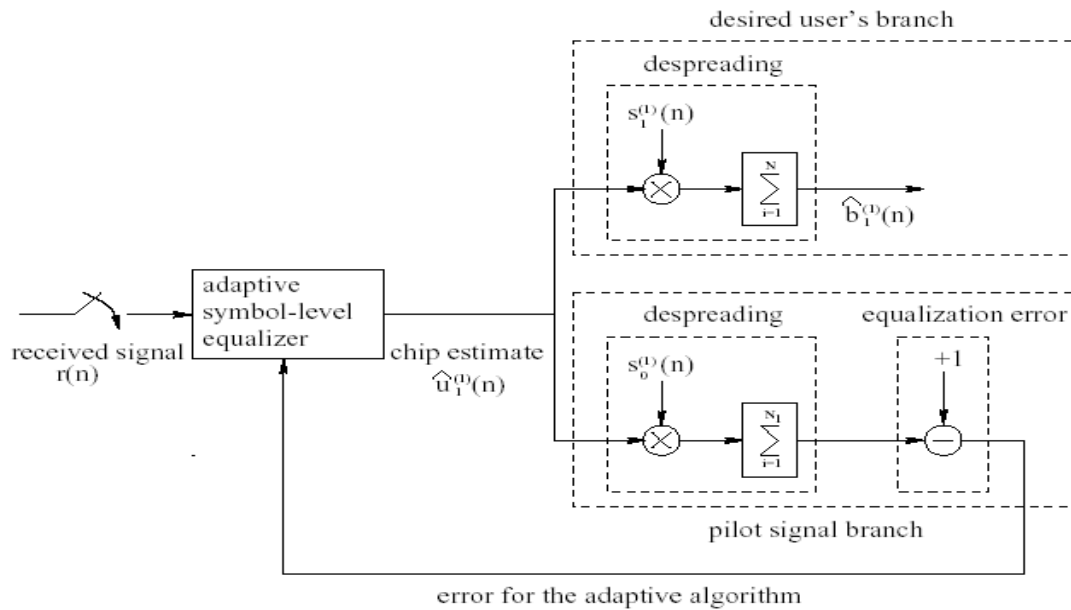 desired user's branch
despreading
s₁⁽¹⁾(n)
N
∑
i=1
b̂₁⁽¹⁾(n)
adaptive
symbol-level
equalizer
received signal
r(n)
chip estimate
û₁⁽¹⁾(n)
despreading
equalization error
s₀⁽¹⁾(n)
+1
N₁
∑
i=1
−
pilot signal branch
error for the adaptive algorithm